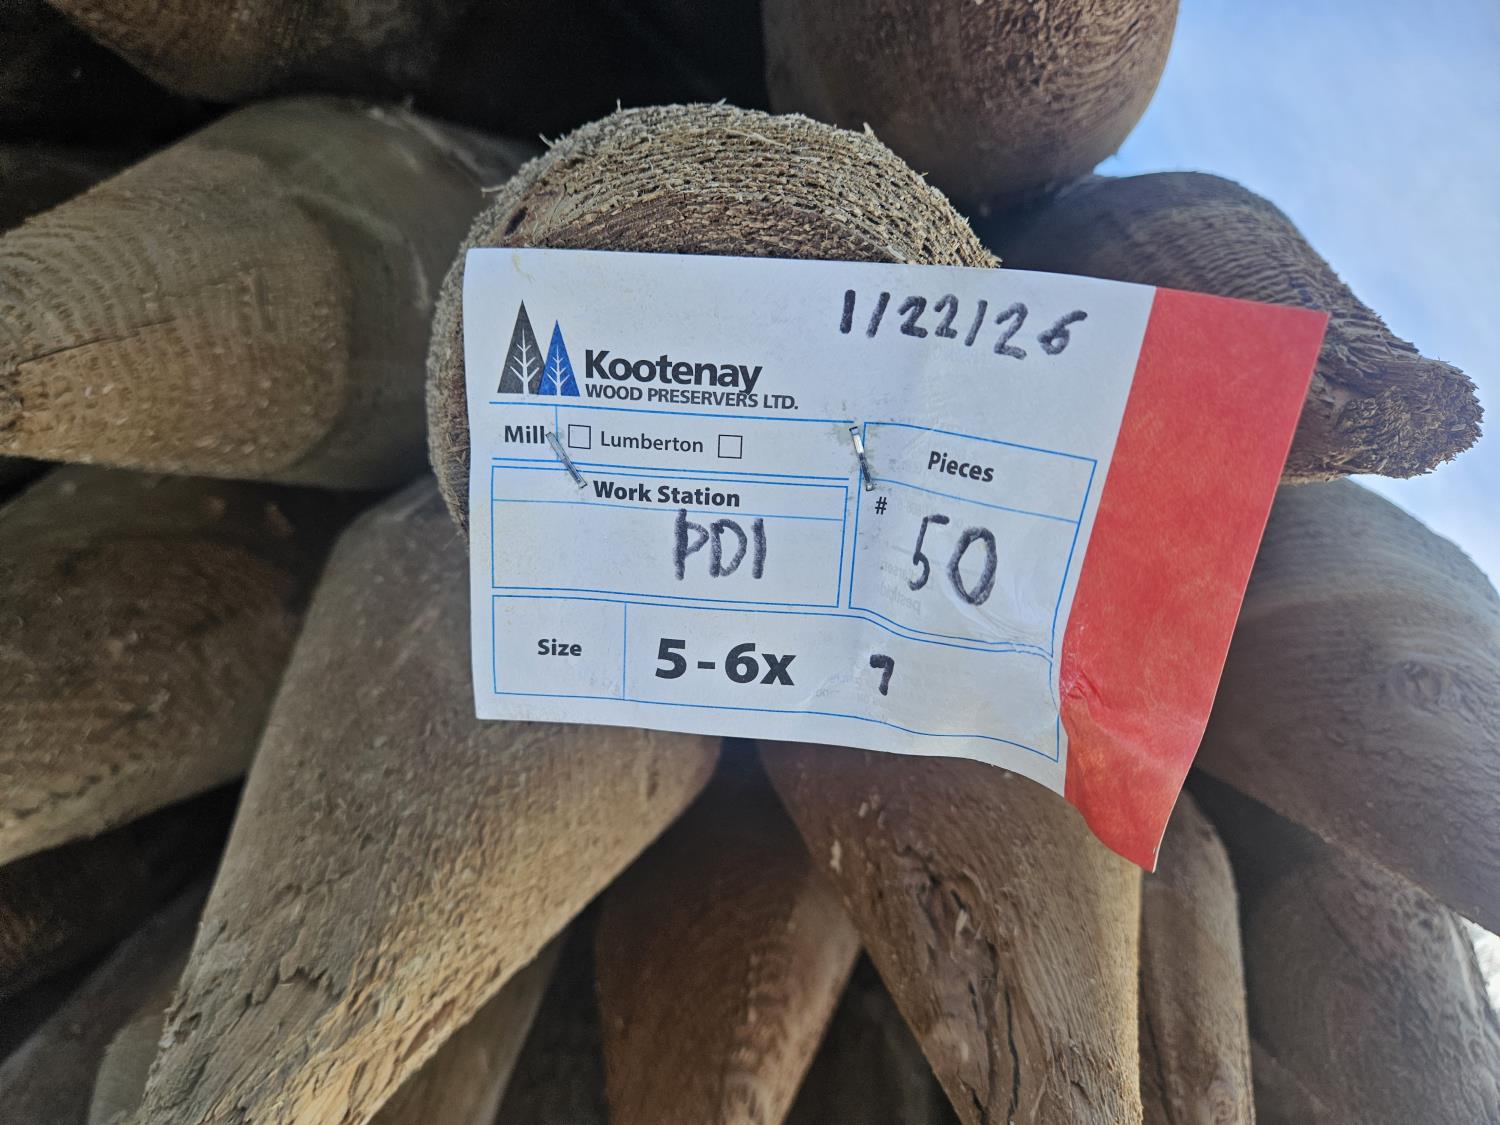 1/22/26
Kootenay
WOOD PRESERVERS LTD.
Mill Lumberton
Pieces
Work Station
#
PD1
50
Size
5-6x 7